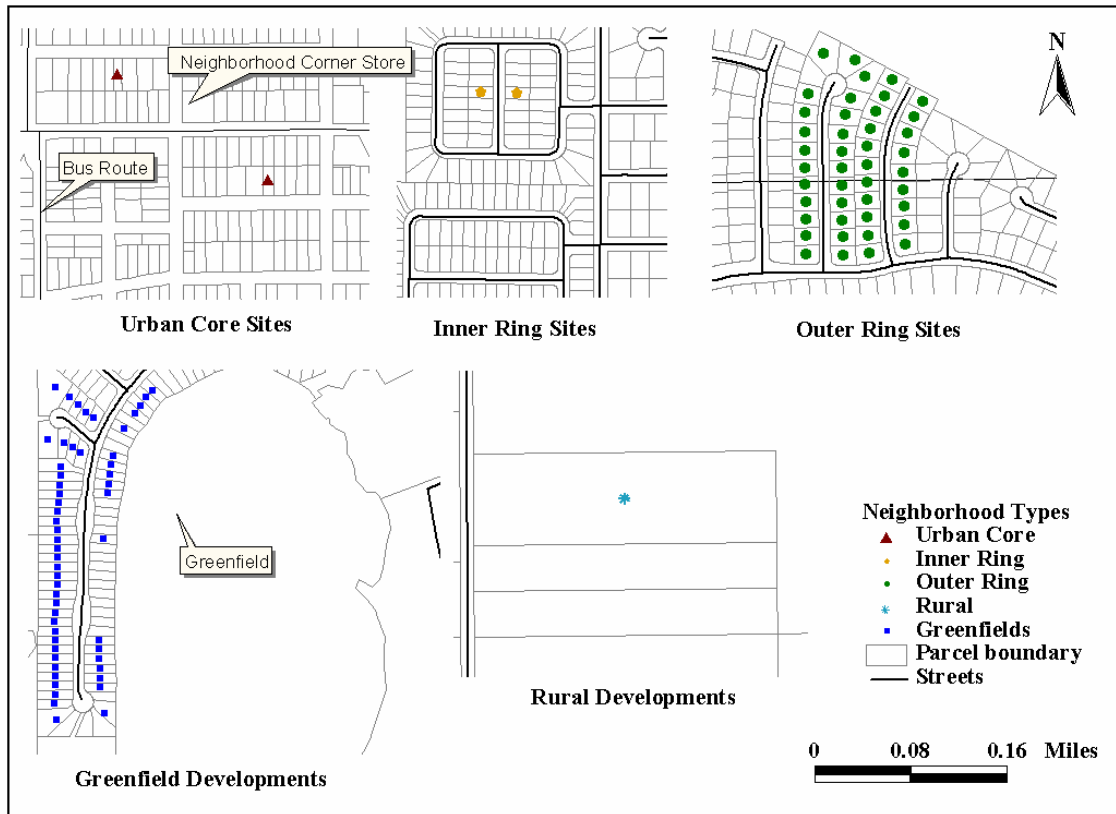 Neighborhood Corner Store
Bus Route
N
Urban Core Sites
Inner Ring Sites
Outer Ring Sites
Greenfield
Greenfield Developments
Rural Developments
Neighborhood Types
Urban Core
Inner Ring
Outer Ring
Rural
Greenfields
Parcel boundary
Streets
0 0.08 0.16 Miles